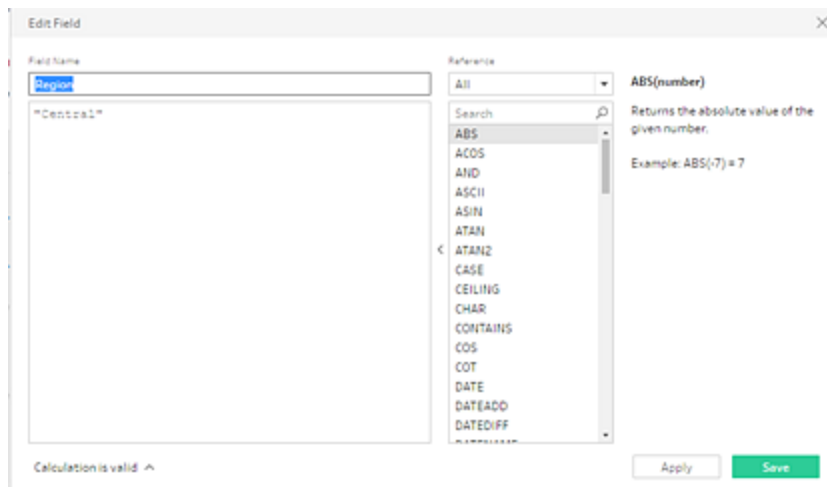 Edit Field
Field Name
Region
"Central"
Reference
All
Search
ABS
ACOS
AND
ASCII
ASIN
ATAN
ATAN2
CASE
CEILING
CHAR
CONTAINS
COS
COT
DATE
DATEADD
DATEDIFF
DATENAME
ABS(number)
Returns the absolute value of the
given number.
Example: ABS(-7) = 7
Calculation is valid
Apply
Save